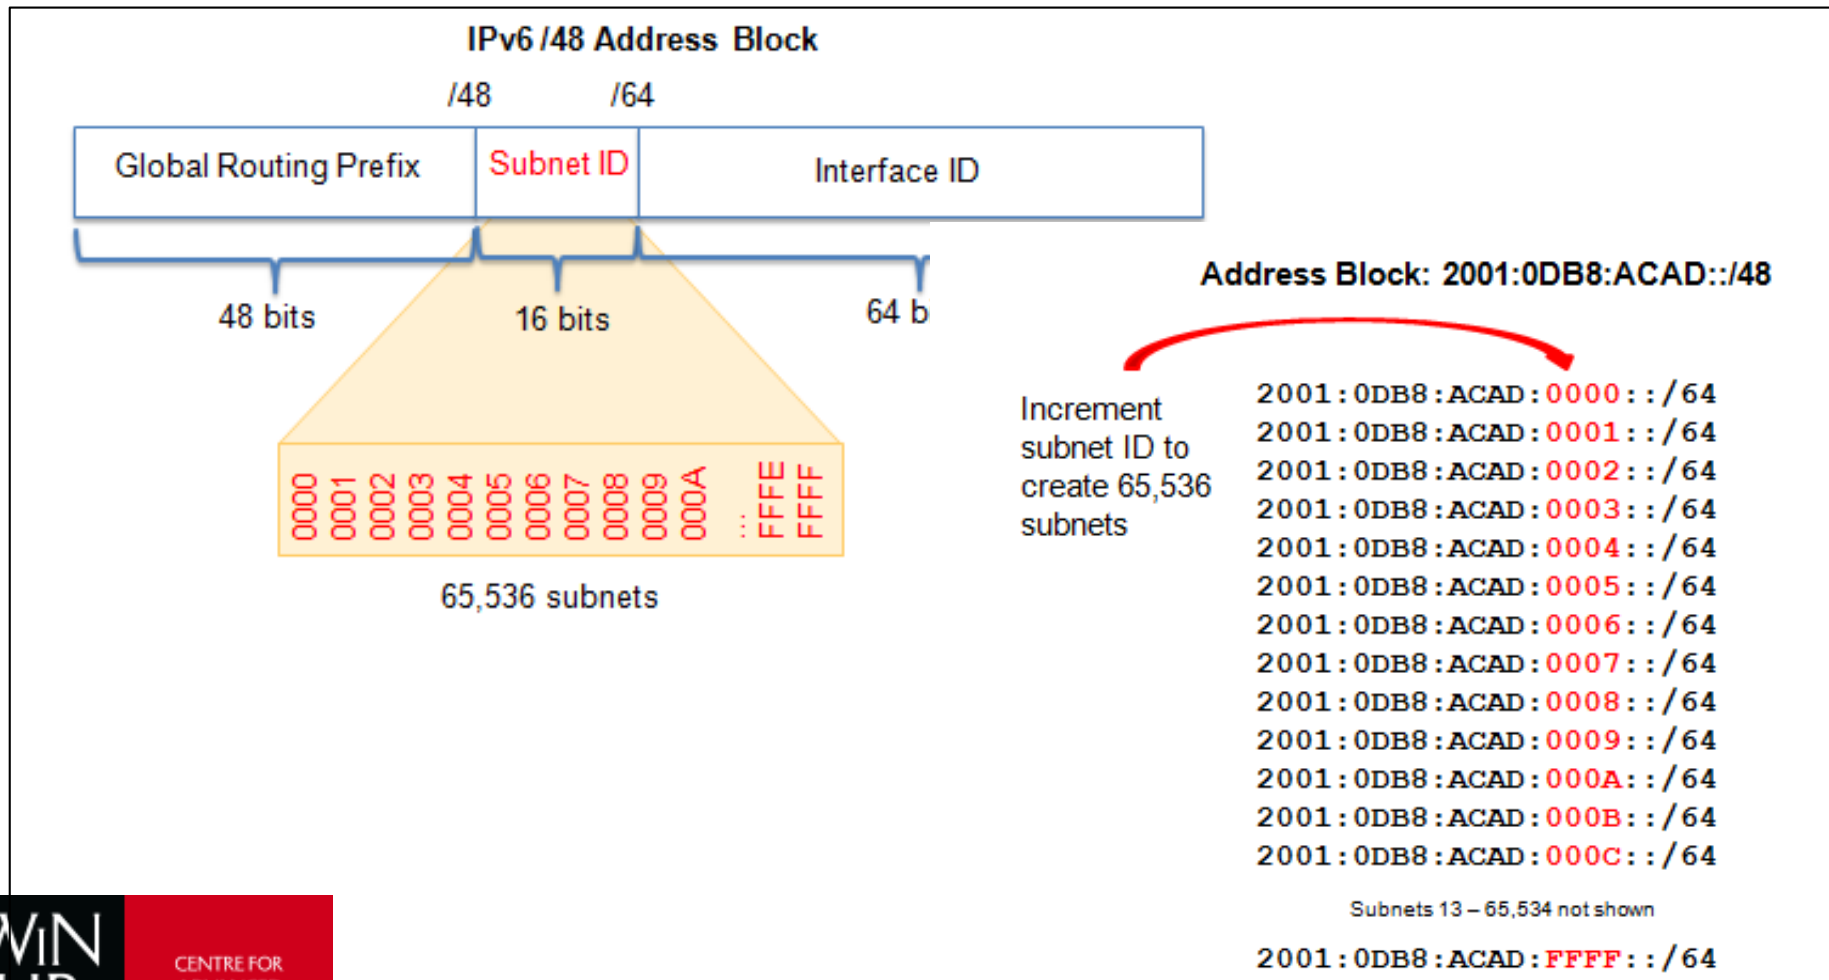 IPv6 /48 Address Block
/48
/64
Global Routing Prefix
Subnet ID
Interface ID
48 bits
16 bits
64 b
0000
0001
0002
0003
0004
0005
0006
0007
0008
0009
000A
...
FFFE
FFFF
65,536 subnets
Address Block: 2001:0DB8:ACAD::/48
Increment
subnet ID to
create 65,536
subnets
2001:0DB8:ACAD:0000::/64
2001:0DB8:ACAD:0001::/64
2001:0DB8:ACAD:0002::/64
2001:0DB8:ACAD:0003::/64
2001:0DB8:ACAD:0004::/64
2001:0DB8:ACAD:0005::/64
2001:0DB8:ACAD:0006::/64
2001:0DB8:ACAD:0007::/64
2001:0DB8:ACAD:0008::/64
2001:0DB8:ACAD:0009::/64
2001:0DB8:ACAD:000A::/64
2001:0DB8:ACAD:000B::/64
2001:0DB8:ACAD:000C::/64
Subnets 13 – 65,534 not shown
2001:0DB8:ACAD:FFFF::/64
CENTRE FOR